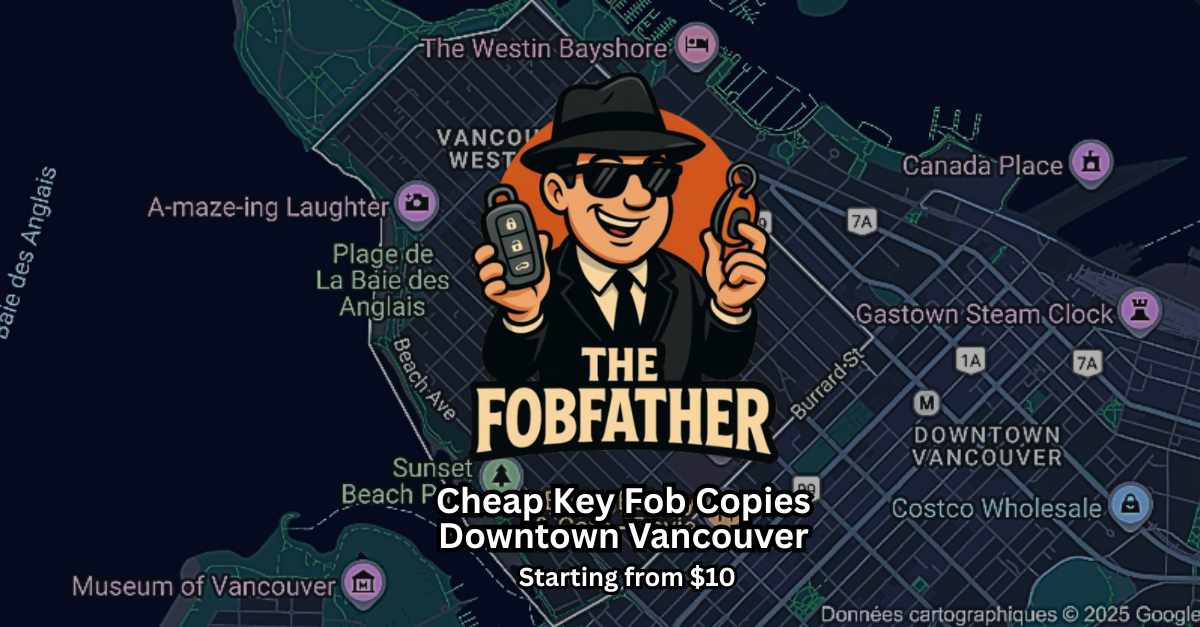 The Westin Bayshore
VANCOU
WEST
Canada Place
A-maze-ing Laughter
7A
Plage de
La Baie des
Anglais
Baie des Anglais
Gastown Steam Clock
THE
FOBFATHER
1A
7A
Beach Ave
Burrard St
M
DOWNTOWN
VANCOUVER
Sunset
Beach P
99
Cheap Key Fob Copies
Downtown Vancouver
Costco Wholesale
Starting from $10
Museum of Vancouver
M
Données cartographiques © 2025 Google